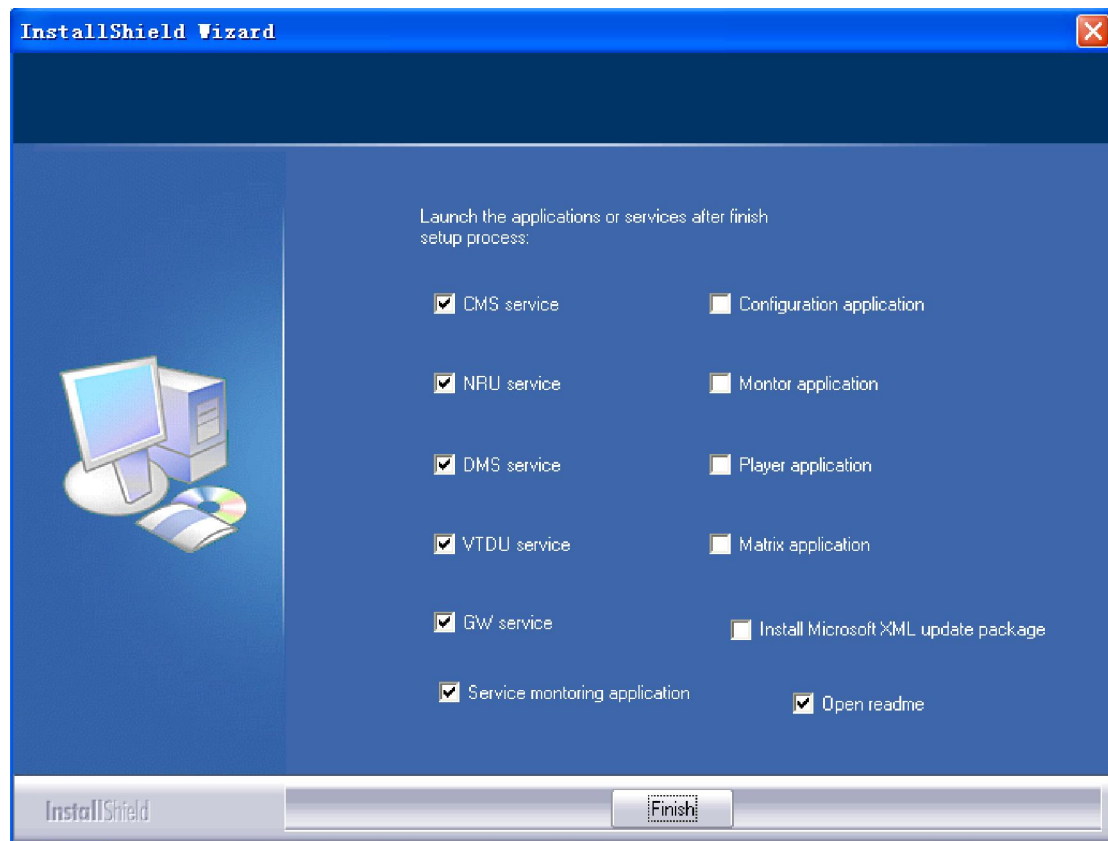 InstallShield Wizard
Launch the applications or services after finish
setup process:
CMS service
Configuration application
NRU service
Montor application
DMS service
Player application
VTDU service
Matrix application
GW service
Install Microsoft XML update package
Service montoring application
Open readme
InstallShield
Finish